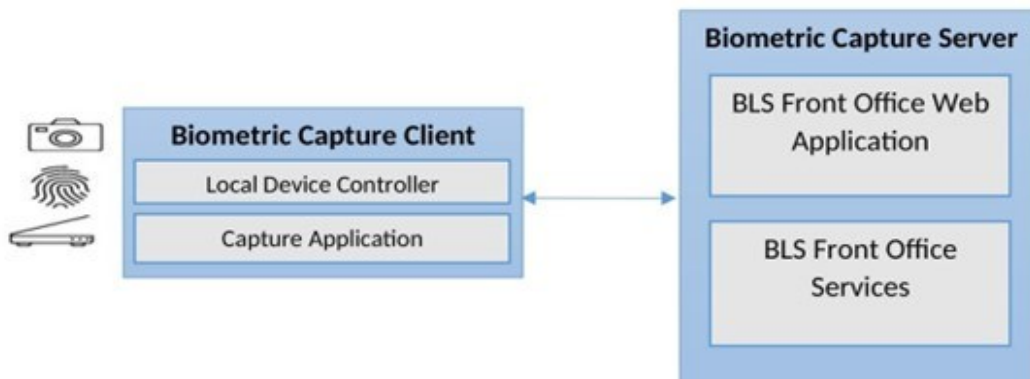 Biometric Capture Server
BLS Front Office Web
Application
Biometric Capture Client
Local Device Controller
Capture Application
BLS Front Office
Services